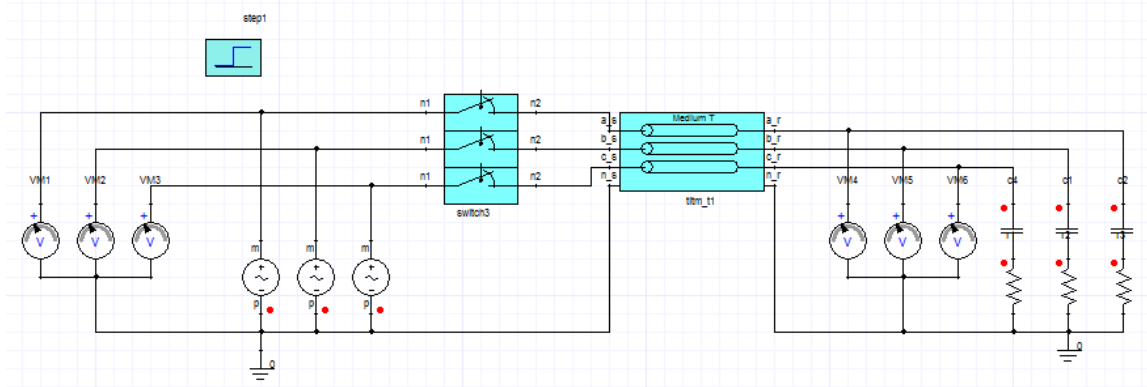 step1
n1 n2
a_s Medium T a_r
n1 n2
b_s b_r
c_s c_r
VM1 VM2 VM3 n1 n2 n_s n_r VM4 VM5 VM6 c4 c1 c2
switch3 tltm_t1
+ + + + + +
V V V V V V
m m m
+ + +
- - -
p p p
0 0